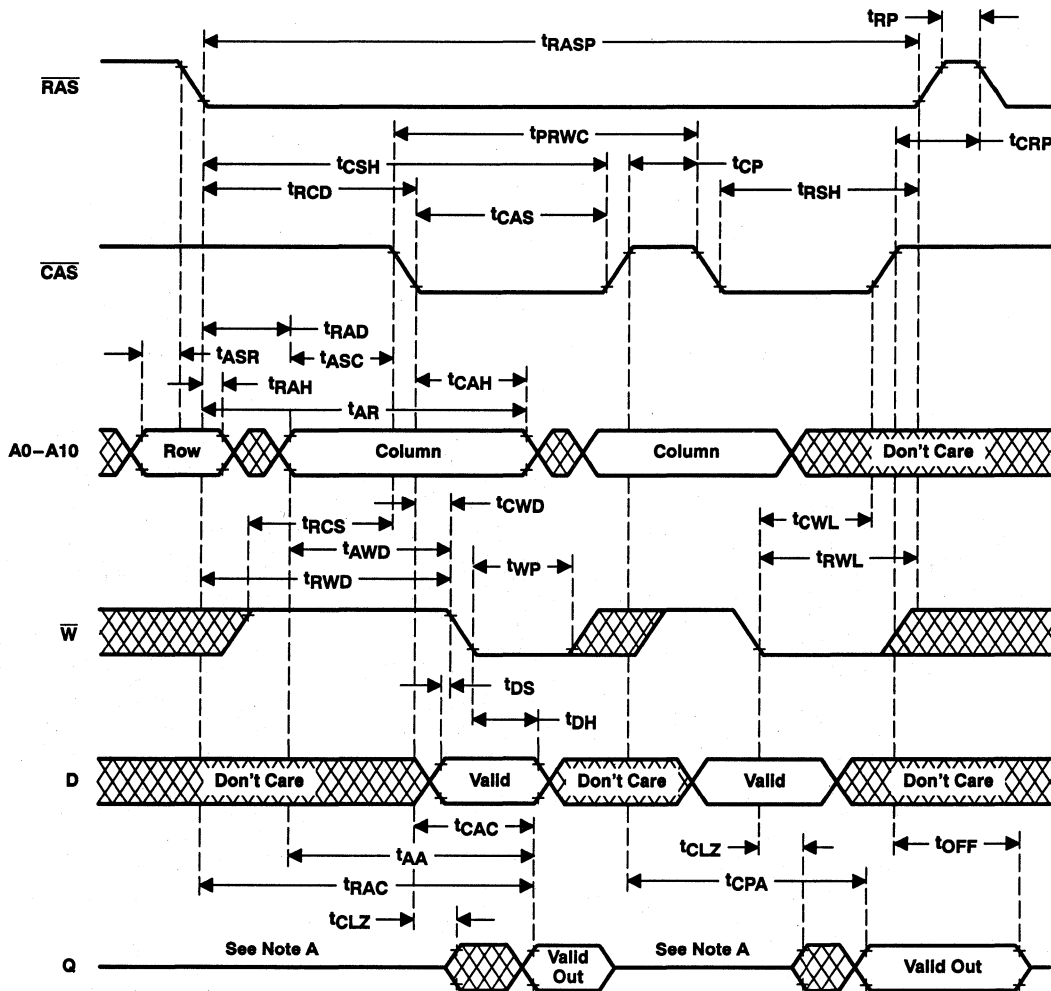 tRP
tRASP
RAS
tPRWC
tCRP
tCSH
tCP
tRCD
tRSH
tCAS
CAS
tRAD
tASR
tASC
tRAH
tCAH
tAR
A0–A10
Row
Column
Column
Don't Care
tCWD
tRCS
tCWL
tAWD
tWP
tRWL
tRWD
W
tDS
tDH
D
Don't Care
Valid
Don't Care
Valid
Don't Care
tCAC
tCLZ
tOFF
tAA
tCPA
tRAC
tCLZ
See Note A
See Note A
Q
Valid
Out
Valid Out